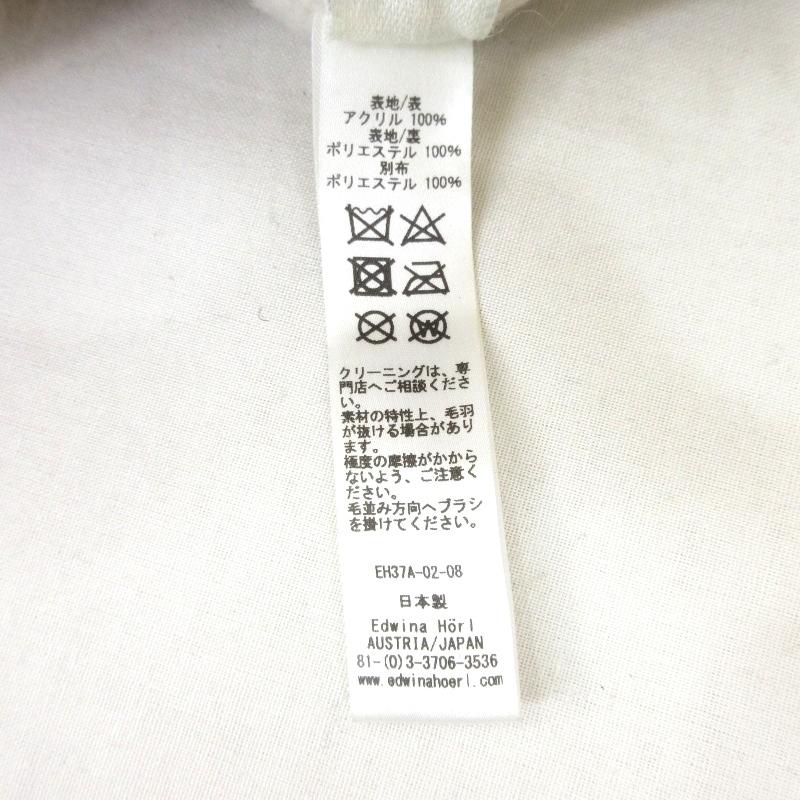 表地/表
アクリル 100%
表地/裏
ポリエステル 100%
別布
ポリエステル 100%
W
クリーニングは、専
門店へご相談くださ
い。
素材の特性上、毛羽
が抜ける場合があり
ます。
極度の摩擦がかから
ないよう、ご注意く
ださい。
毛並み方向へブラシ
を掛けてください。
EH37A-02-08
日本製
Edwina Hörl
AUSTRIA/JAPAN
81-(0)3-3706-3536
www.edwinahoerl.com